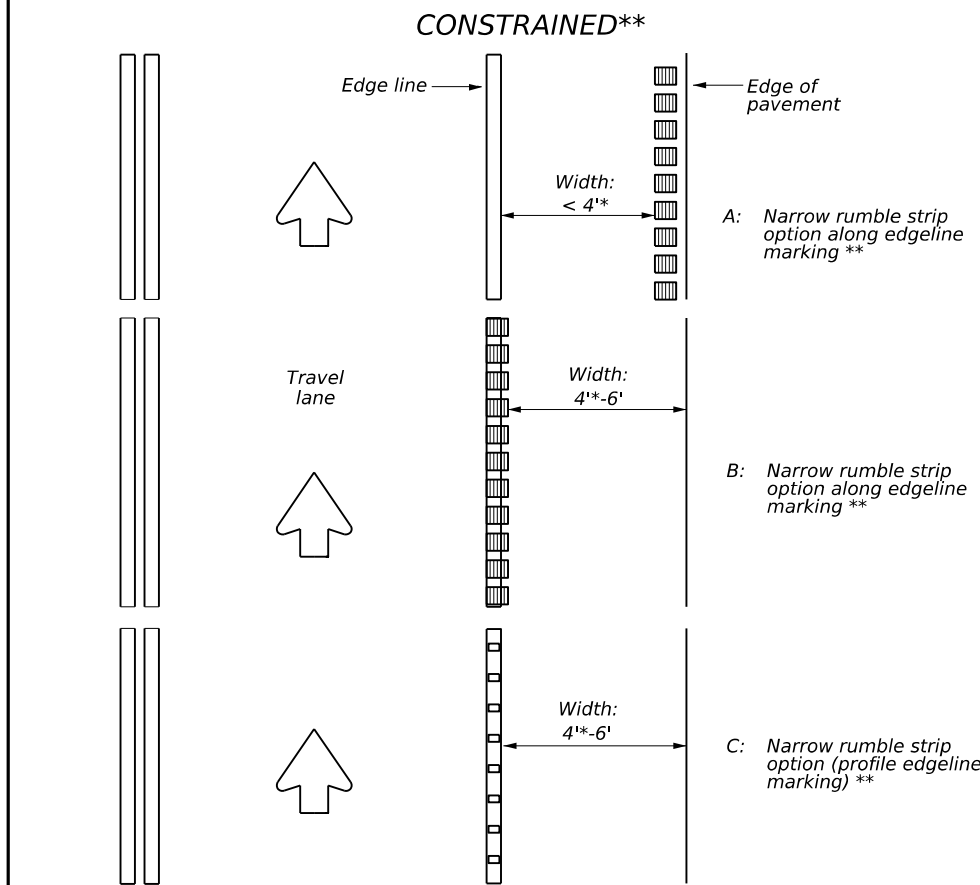 CONSTRAINED**
Edge line
Edge of
pavement
Width:
< 4'*
A: Narrow rumble strip
option along edgeline
marking **
Travel
lane
Width:
4'*-6'
B: Narrow rumble strip
option along edgeline
marking **
Width:
4'*-6'
C: Narrow rumble strip
option (profile edgeline
marking) **